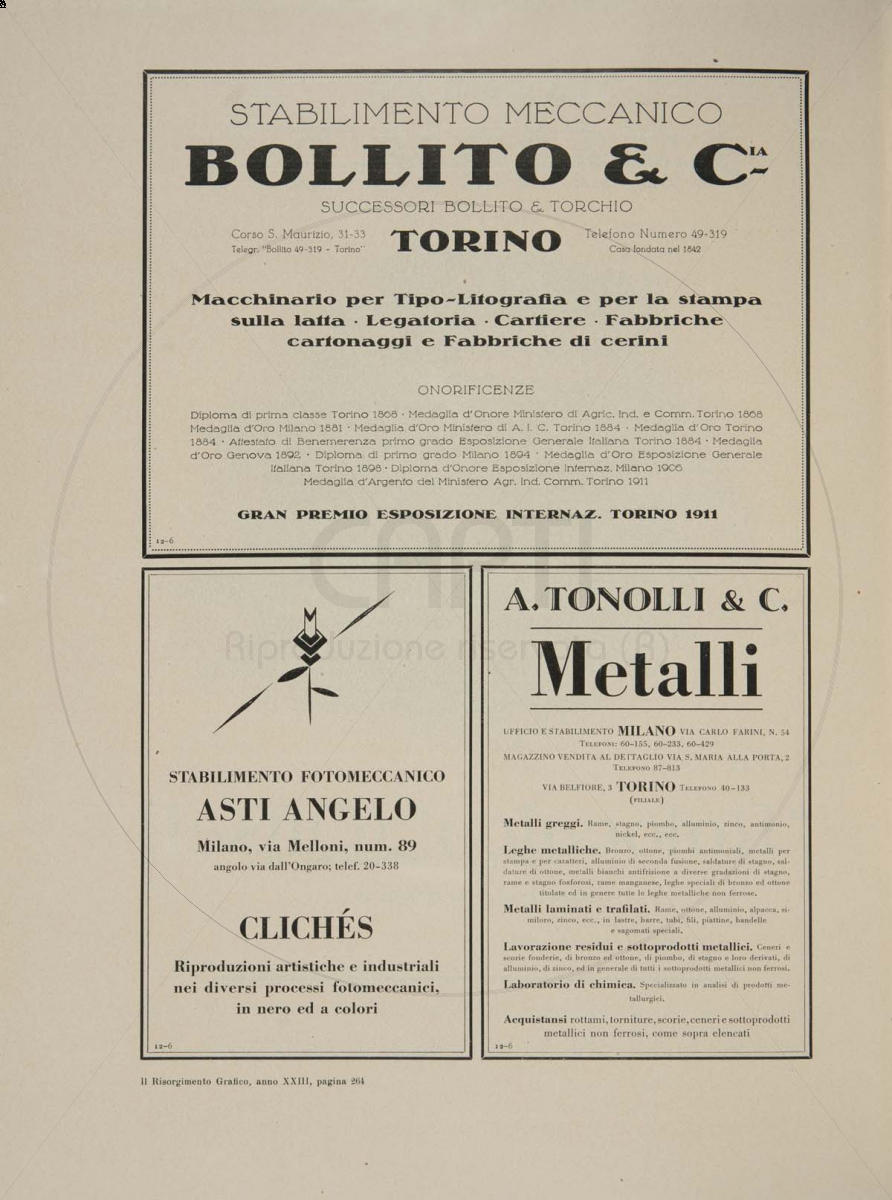 STABILIMENTO MECCANICO
BOLLITO & CIA
SUCCESSORI BOLLITO & TORCHIO
Corso S. Maurizio, 31-33
Telegr. "Bollito 49-319 - Torino"
TORINO
Telefono Numero 49-319
Casa fondata nel 1842
Macchinario per Tipo-Litografia e per la stampa
sulla latta · Legatoria · Cartiere · Fabbriche
cartonaggi e Fabbriche di cerini
ONORIFICENZE
Diploma di prima classe Torino 1868 · Medaglia d'Onore Ministero di Agric. Ind. e Comm. Torino 1868
Medaglia d'Oro Milano 1881 · Medaglia d'Oro Ministero di A. I. C. Torino 1884 · Medaglia d'Oro Torino
1884 · Attestato di Benemerenza primo grado Esposizione Generale Italiana Torino 1884 · Medaglia
d'Oro Genova 1892 · Diploma di primo grado Milano 1894 · Medaglia d'Oro Esposizione Generale
Italiana Torino 1898 · Diploma d'Onore Esposizione Internaz. Milano 1906
Medaglia d'Argento del Ministero Agr. Ind. Comm. Torino 1911
GRAN PREMIO ESPOSIZIONE INTERNAZ. TORINO 1911
12-6
CAPTI
Riproduzione riservata (R)
STABILIMENTO FOTOMECCANICO
ASTI ANGELO
Milano, via Melloni, num. 89
angolo via dall'Ongaro; telef. 20-338
CLICHÉS
Riproduzioni artistiche e industriali
nei diversi processi fotomeccanici,
in nero ed a colori
12-6
A. TONOLLI & C.
Metalli
UFFICIO E STABILIMENTO MILANO VIA CARLO FARINI, N. 54
TELEFONI: 60-155, 60-233, 60-429
MAGAZZINO VENDITA AL DETTAGLIO VIA S. MARIA ALLA PORTA, 2
TELEFONO 87-813
VIA BELFIORE, 3 TORINO TELEFONO 40-133
(FILIALE)
Metalli greggi. Rame, stagno, piombo, alluminio, zinco, antimonio,
nickel, ecc., ecc.
Leghe metalliche. Bronzo, ottone, piombi antimoniali, metalli per
stampa e per caratteri, alluminio di seconda fusione, saldature di stagno, sal-
dature di ottone, metalli bianchi antifrizione a diverse gradazioni di stagno,
rame e stagno fosforosi, rame manganese, leghe speciali di bronzo ed ottone
titolate ed in genere tutte le leghe metalliche non ferrose.
Metalli laminati e trafilati. Rame, ottone, alluminio, alpacca, si-
miloro, zinco, ecc., in lastre, barre, tubi, fili, piattine, bandelle
e sagomati speciali.
Lavorazione residui e sottoprodotti metallici. Ceneri e
scorie fonderie, di bronzo ed ottone, di piombo, di stagno e loro derivati, di
alluminio, di zinco, ed in generale di tutti i sottoprodotti metallici non ferrosi.
Laboratorio di chimica. Specializzato in analisi di prodotti me-
tallurgici.
Acquistansi rottami, torniture, scorie, ceneri e sottoprodotti
metallici non ferrosi, come sopra elencati
12-6
Il Risorgimento Grafico, anno XXIII, pagina 264